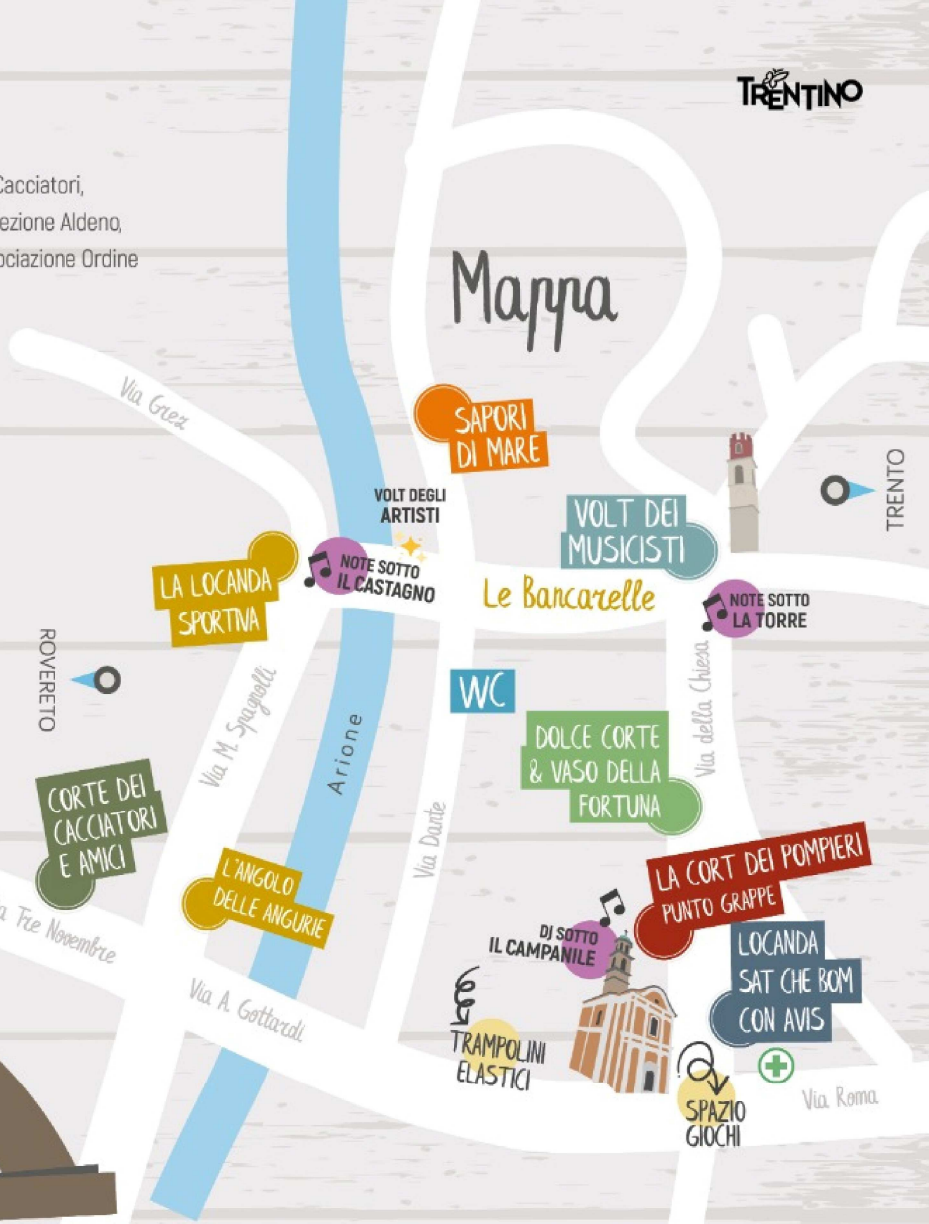 TRENTINO
Cacciatori,
ezione Aldeno,
ociazione Ordine
Mappa
Via Grez
SAPORI
DI MARE
VOLT DEGLI
ARTISTI
VOLT DEI
MUSICISTI
TRENTO
LA LOCANDA
SPORTIVA
NOTE SOTTO
IL CASTAGNO
Le Bancarelle
NOTE SOTTO
LA TORRE
ROVERETO
WC
Via M. Spagnolli
Arione
Via della Chiesa
DOLCE CORTE
& VASO DELLA
FORTUNA
CORTE DEI
CACCIATORI
E AMICI
Via Dante
L'ANGOLO
DELLE ANGURIE
LA CORT DEI POMPIERI
PUNTO GRAPPE
a Tre Novembre
DJ SOTTO
IL CAMPANILE
LOCANDA
SAT CHE BOM
CON AVIS
Via A. Gottardi
TRAMPOLINI
ELASTICI
SPAZIO
GIOCHI
Via Roma